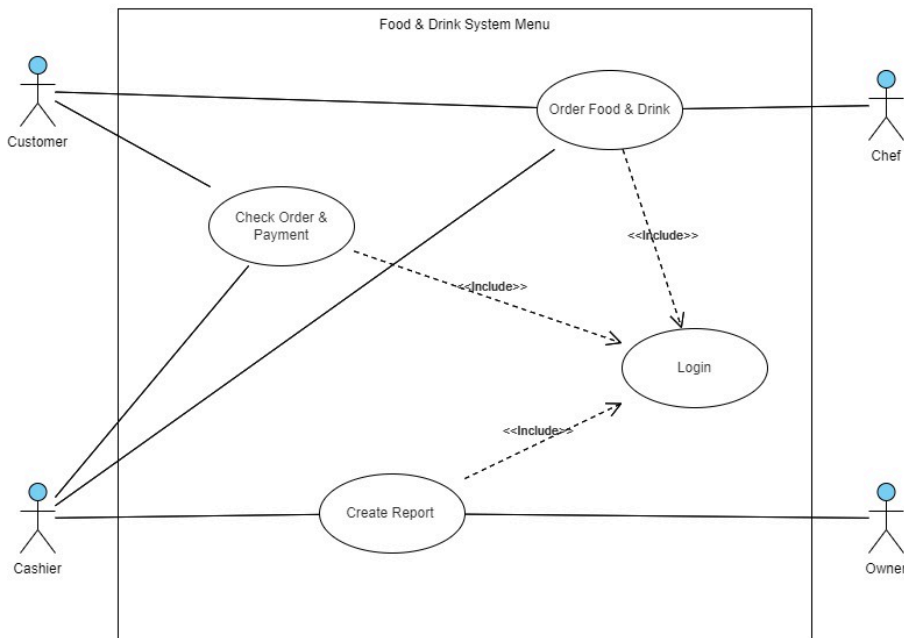 Food & Drink System Menu
Customer
Order Food & Drink
Chef
Check Order &
Payment
<<Include>>
<<Include>>
Login
<<Include>>
Create Report
Cashier
Owner